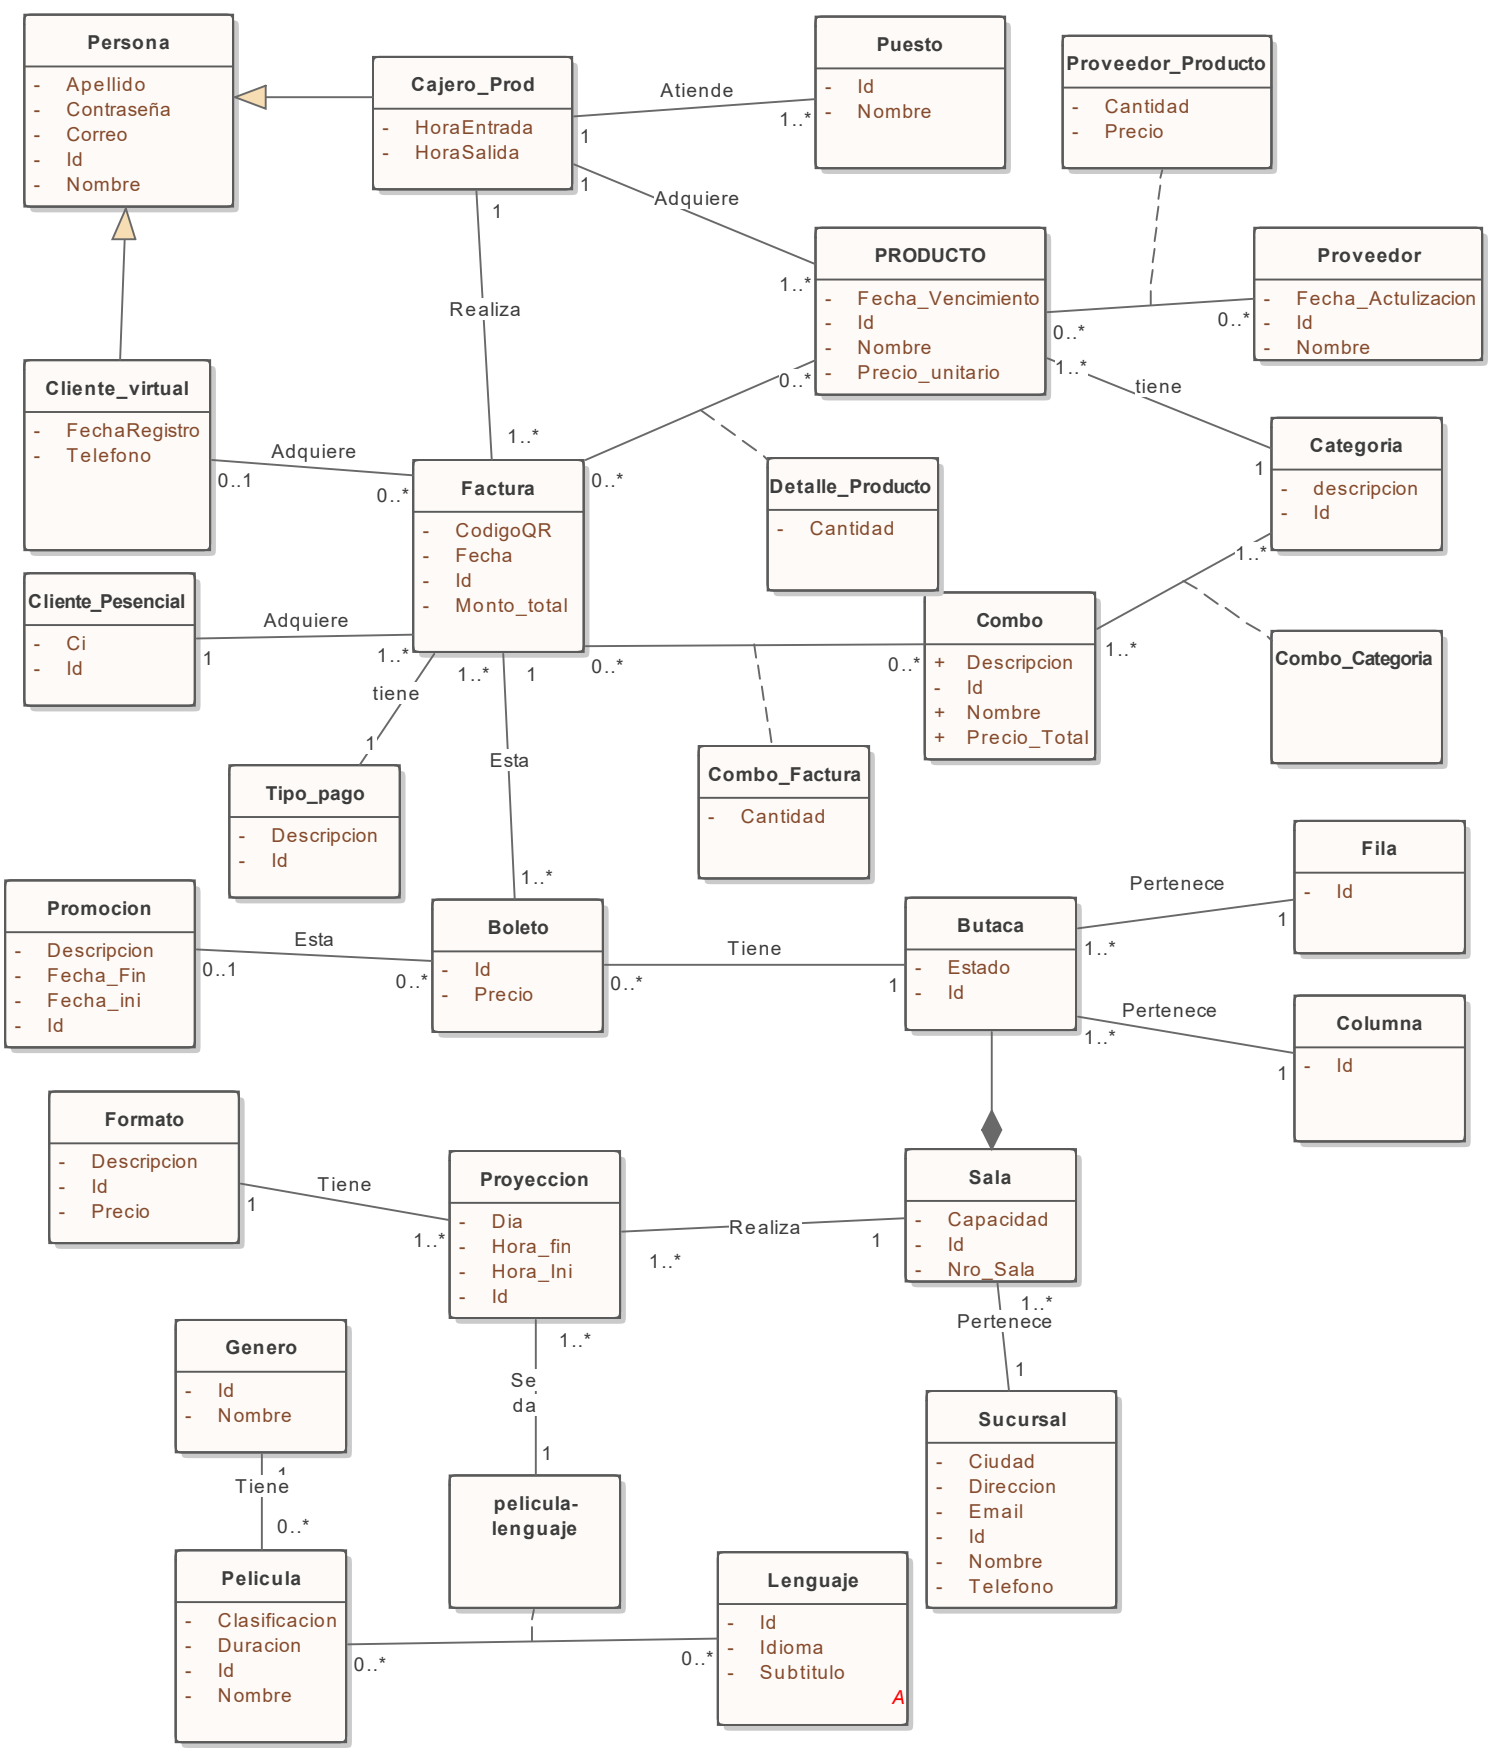 Persona
- Apellido
- Contraseña
- Correo
- Id
- Nombre
Cajero_Prod
- HoraEntrada
- HoraSalida
Atiende
1
1..*
Puesto
- Id
- Nombre
Proveedor_Producto
- Cantidad
- Precio
1
Adquiere
1..*
1
Realiza
1..*
PRODUCTO
- Fecha_Vencimiento
- Id
- Nombre
- Precio_unitario
0..*
0..*
Proveedor
- Fecha_Actulizacion
- Id
- Nombre
1..*
tiene
1
0..*
0..*
Cliente_virtual
- FechaRegistro
- Telefono
Adquiere
0..1
0..*
Factura
- CodigoQR
- Fecha
- Id
- Monto_total
Detalle_Producto
- Cantidad
Categoria
- descripcion
- Id
1..*
1..*
Cliente_Pesencial
- Ci
- Id
Adquiere
1
1..*
0..*
0..*
Combo
+ Descripcion
- Id
+ Nombre
+ Precio_Total
Combo_Categoria
1..*
tiene
1
1
Esta
1..*
Tipo_pago
- Descripcion
- Id
Combo_Factura
- Cantidad
Promocion
- Descripcion
- Fecha_Fin
- Fecha_ini
- Id
Esta
0..1
0..*
Boleto
- Id
- Precio
Tiene
0..*
1
Butaca
- Estado
- Id
Pertenece
1..*
1
Fila
- Id
Pertenece
1..*
1
Columna
- Id
Formato
- Descripcion
- Id
- Precio
Tiene
1
1..*
Proyeccion
- Dia
- Hora_fin
- Hora_Ini
- Id
Realiza
1..*
1
Sala
- Capacidad
- Id
- Nro_Sala
1..*
Pertenece
1
1..*
Se
da
1
Genero
- Id
- Nombre
1
Tiene
0..*
pelicula-
lenguaje
Sucursal
- Ciudad
- Direccion
- Email
- Id
- Nombre
- Telefono
Pelicula
- Clasificacion
- Duracion
- Id
- Nombre
0..*
0..*
Lenguaje
- Id
- Idioma
- Subtitulo
A